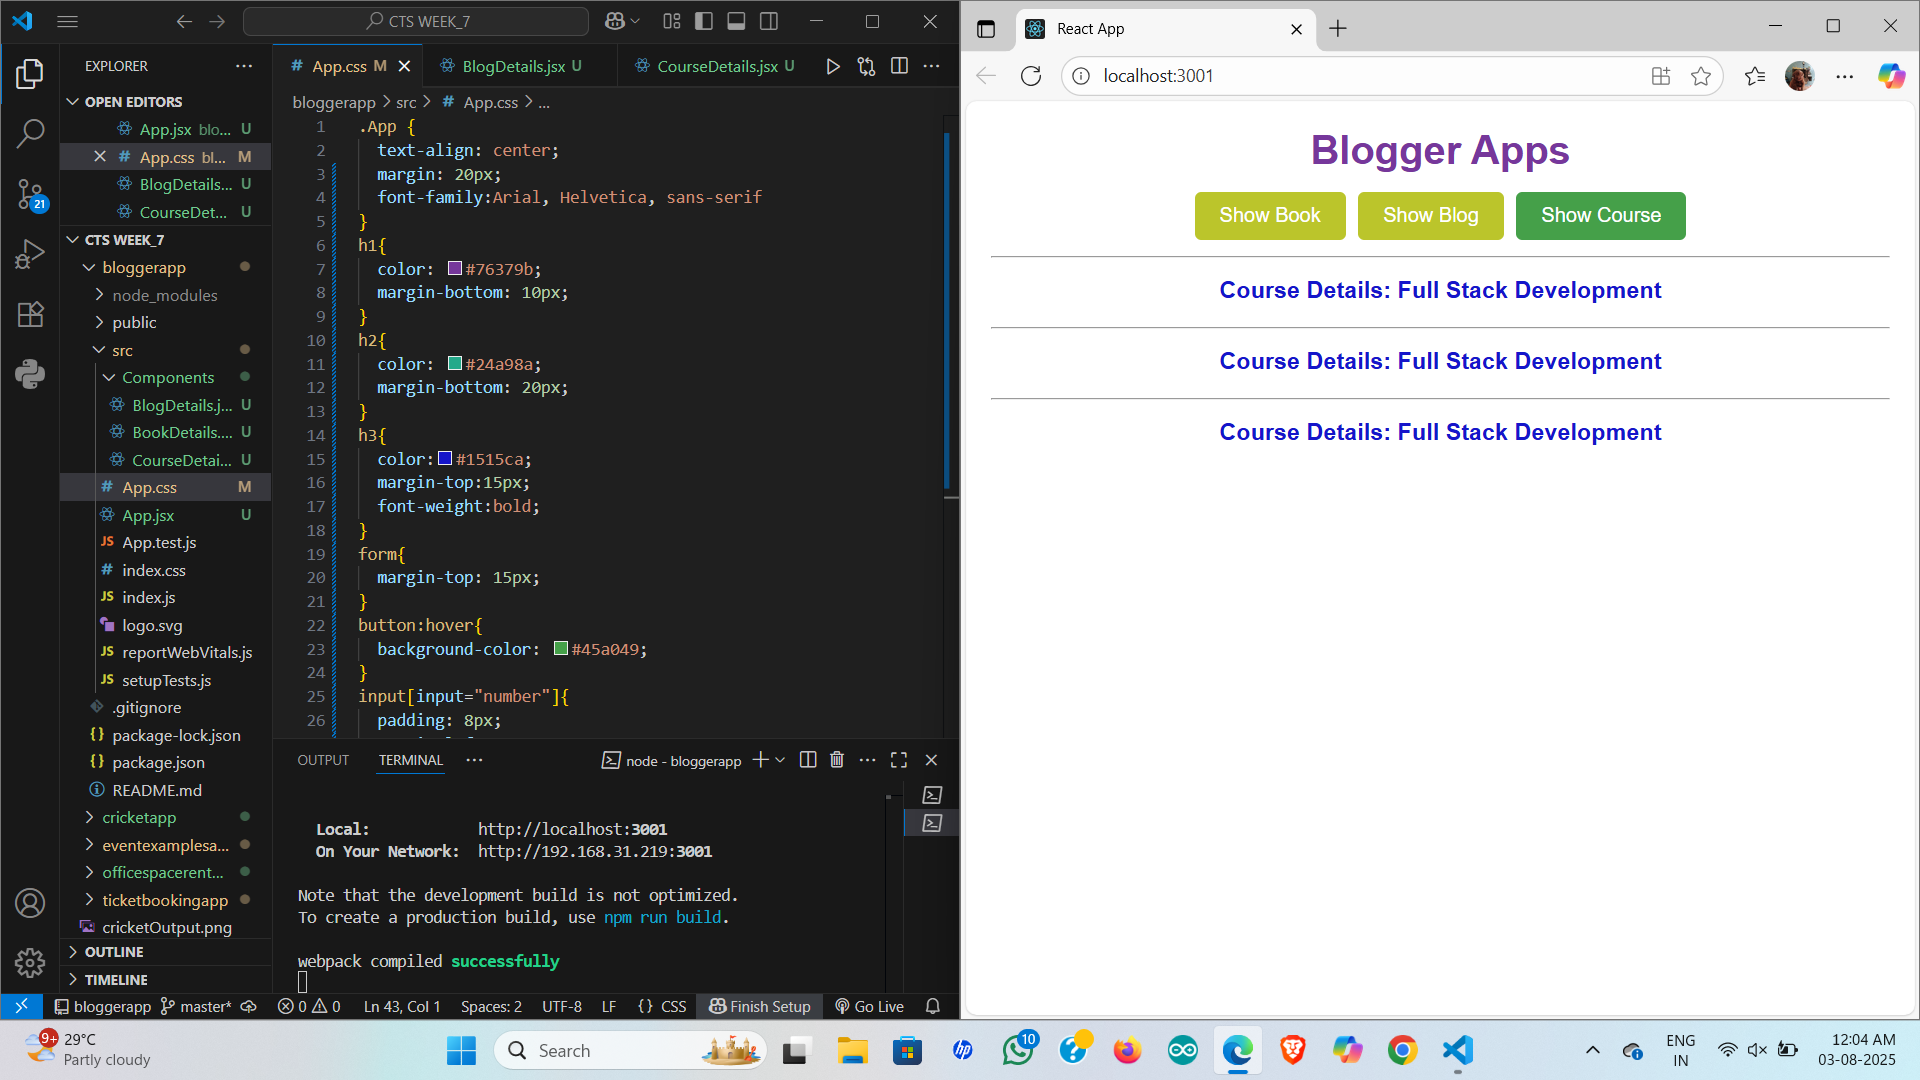 CTS WEEK_7
EXPLORER
OPEN EDITORS
App.jsx blo... U
App.css bl... M
BlogDetails... U
CourseDet... U
CTS WEEK_7
bloggerapp
node_modules
public
src
Components
BlogDetails.j... U
BookDetails.... U
CourseDetai... U
App.css M
App.jsx U
App.test.js
index.css
index.js
logo.svg
reportWebVitals.js
setupTests.js
.gitignore
package-lock.json
package.json
README.md
cricketapp
eventexamplesa...
officespacerent...
ticketbookingapp
cricketOutput.png
OUTLINE
TIMELINE
21
App.css M
BlogDetails.jsx U
CourseDetails.jsx U
bloggerapp > src > # App.css > ...
1 .App {
2 text-align: center;
3 margin: 20px;
4 font-family:Arial, Helvetica, sans-serif
5 }
6 h1{
7 color: #76379b;
8 margin-bottom: 10px;
9 }
10 h2{
11 color: #24a98a;
12 margin-bottom: 20px;
13 }
14 h3{
15 color:#1515ca;
16 margin-top:15px;
17 font-weight:bold;
18 }
19 form{
20 margin-top: 15px;
21 }
22 button:hover{
23 background-color: #45a049;
24 }
25 input[input="number"]{
26 padding: 8px;
OUTPUT TERMINAL ... node - bloggerapp
Local: http://localhost:3001
On Your Network: http://192.168.31.219:3001
Note that the development build is not optimized.
To create a production build, use npm run build.
webpack compiled successfully
bloggerapp master* 0 0 Ln 43, Col 1 Spaces: 2 UTF-8 LF {} CSS Finish Setup Go Live
React App
localhost:3001
Blogger Apps
Show Book Show Blog Show Course
Course Details: Full Stack Development
Course Details: Full Stack Development
Course Details: Full Stack Development
9+
29°C
Partly cloudy
Search
hp
10
ENG
IN
12:04 AM
03-08-2025